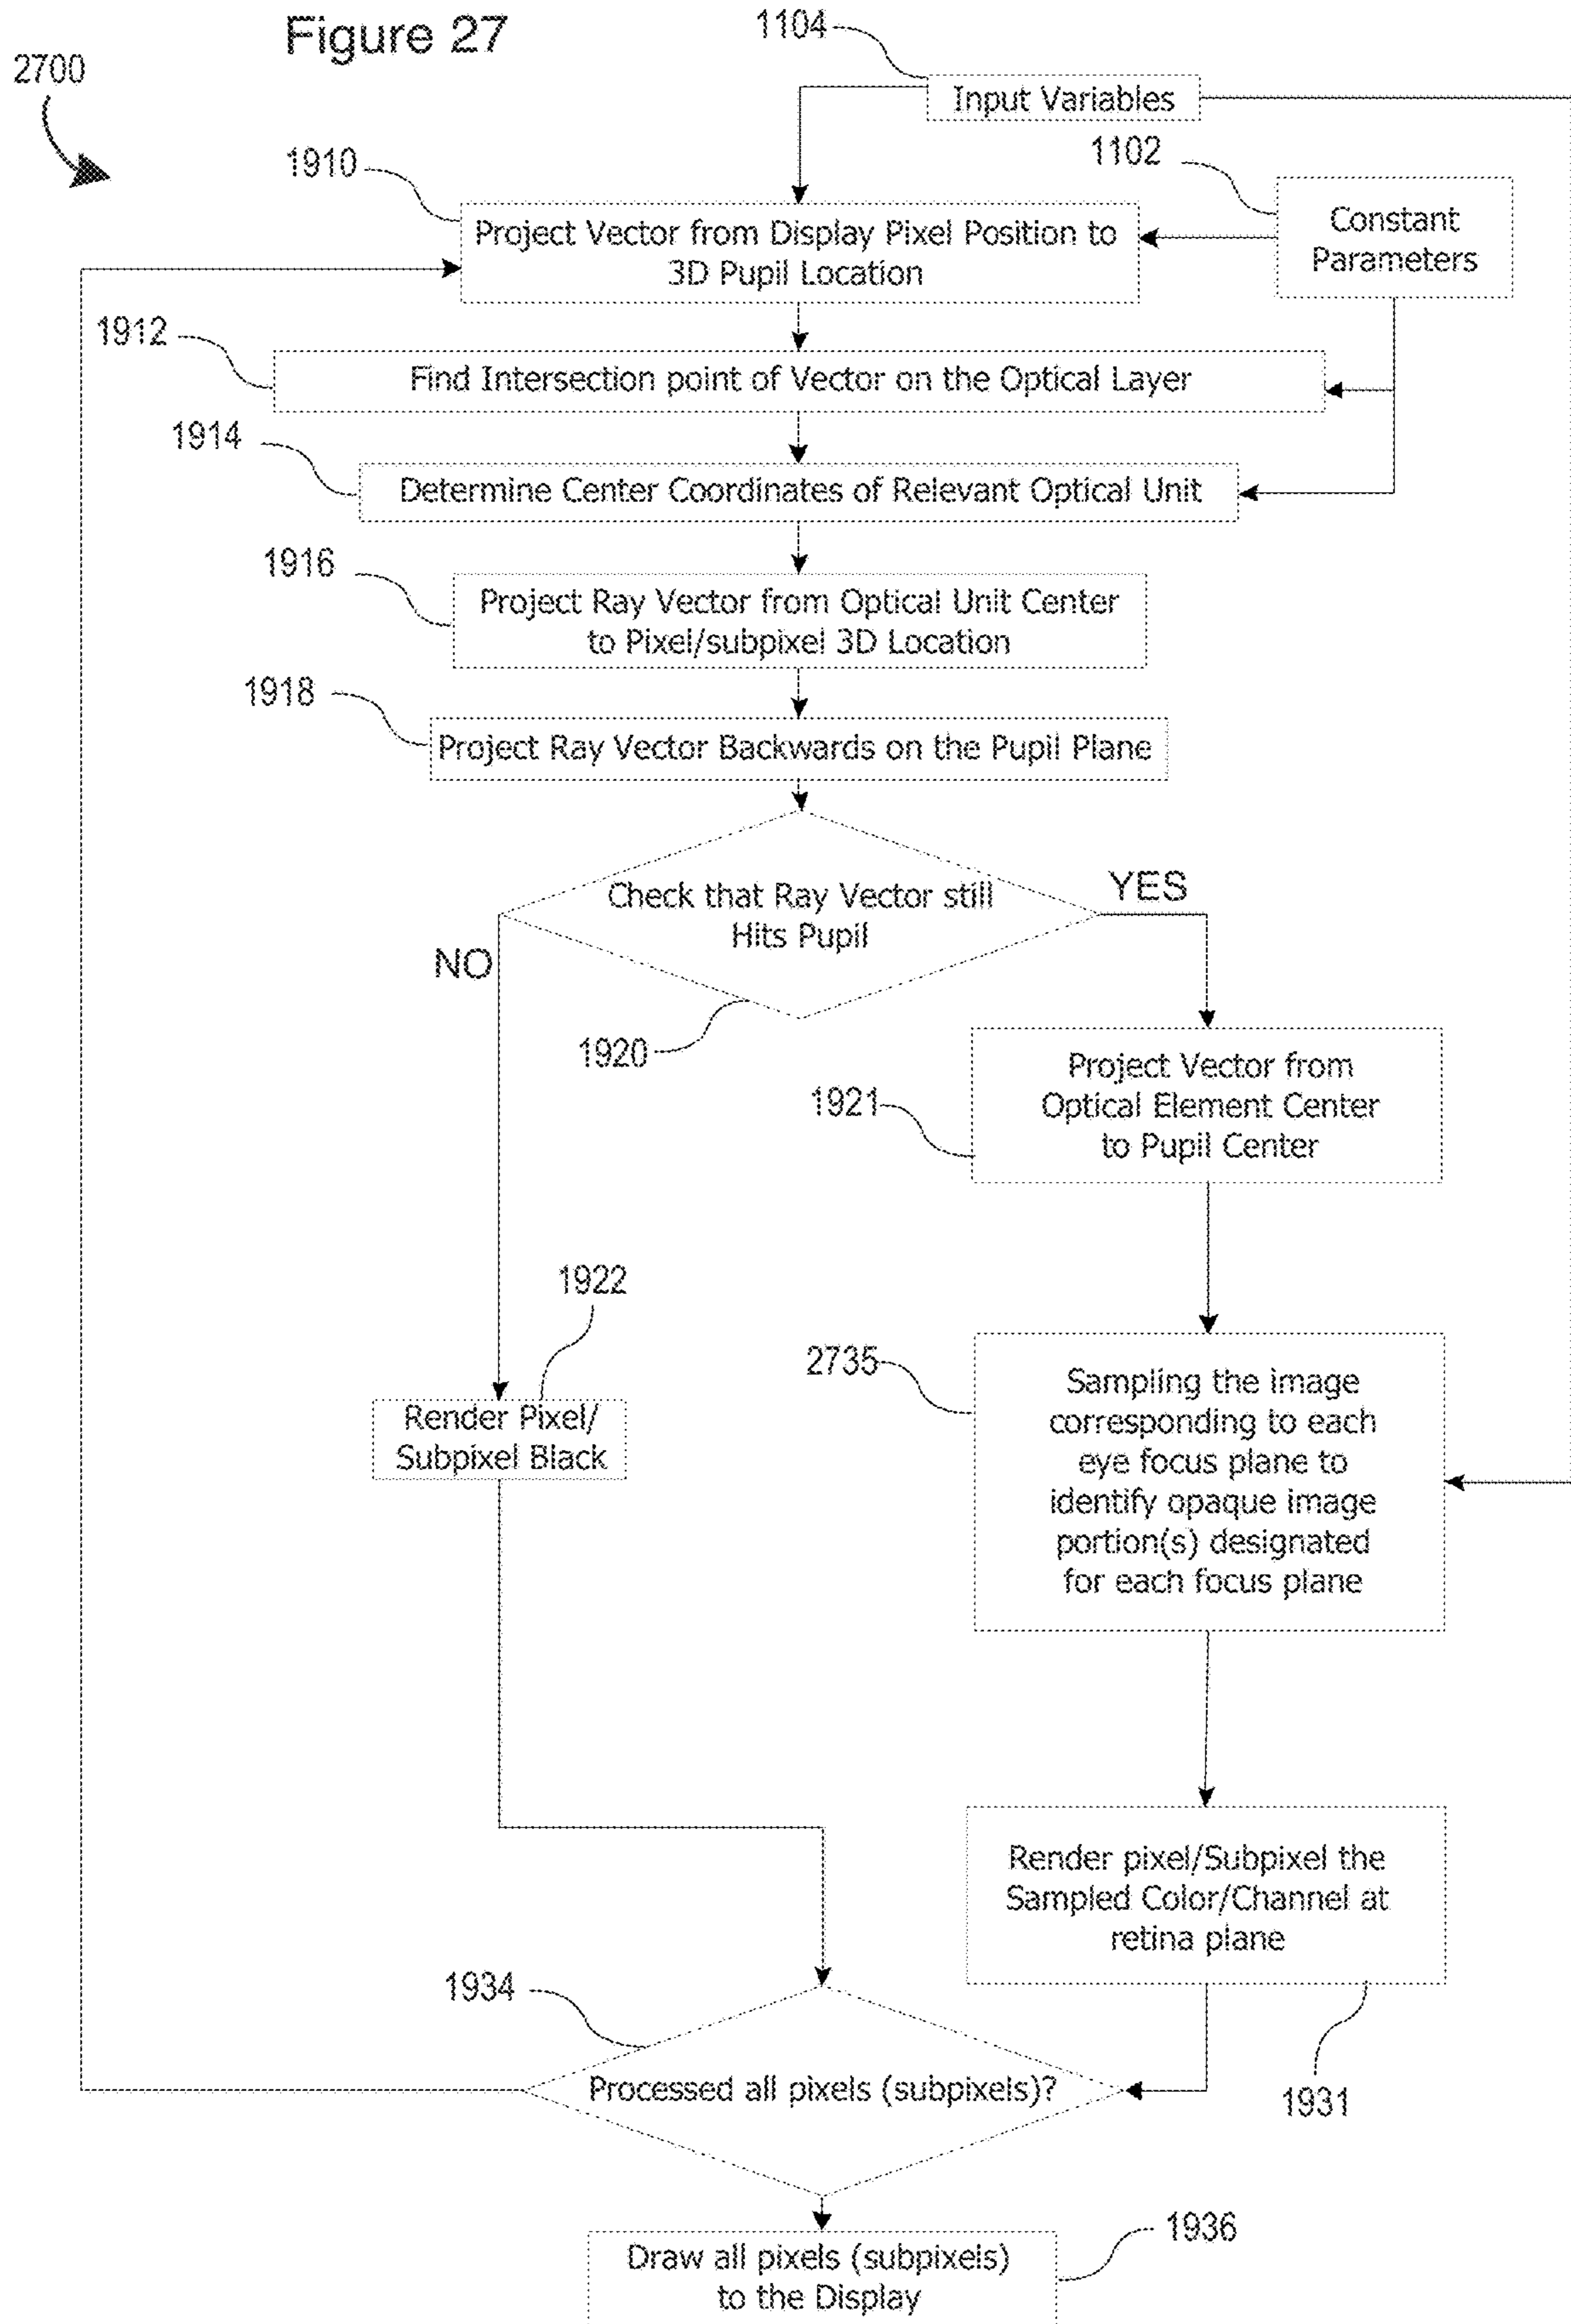 Figure 27
2700
1104
Input Variables
1102
Constant
Parameters
1910
Project Vector from Display Pixel Position to
3D Pupil Location
1912
Find Intersection point of Vector on the Optical Layer
1914
Determine Center Coordinates of Relevant Optical Unit
1916
Project Ray Vector from Optical Unit Center
to Pixel/subpixel 3D Location
1918
Project Ray Vector Backwards on the Pupil Plane
Check that Ray Vector still
Hits Pupil
YES
NO
1920
1921
Project Vector from
Optical Element Center
to Pupil Center
1922
Render Pixel/
Subpixel Black
2735
Sampling the image
corresponding to each
eye focus plane to
identify opaque image
portion(s) designated
for each focus plane
Render pixel/Subpixel the
Sampled Color/Channel at
retina plane
1931
1934
Processed all pixels (subpixels)?
1936
Draw all pixels (subpixels)
to the Display